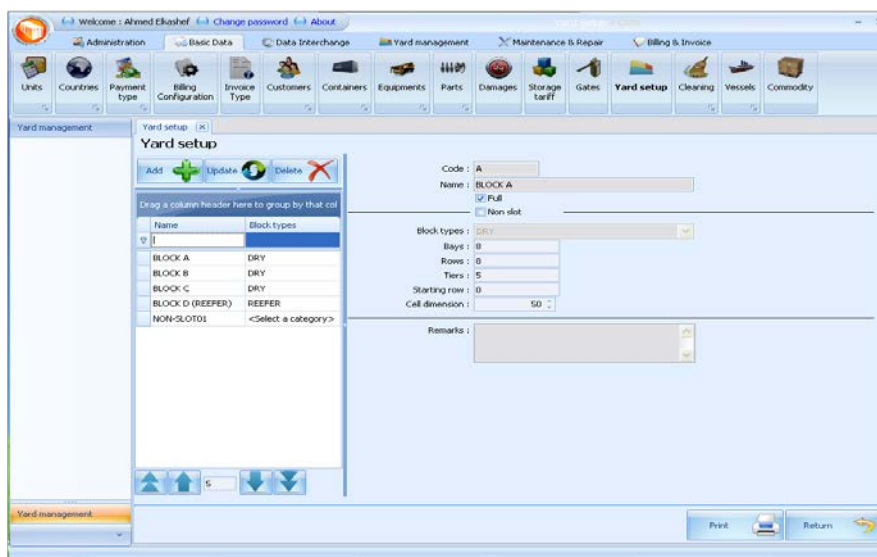 Welcome : Ahmed Elkashef Change password About
Administration Basic Data Data Interchange Yard management Maintenance & Repair Billing & Invoice
Units Countries Payment type Billing Configuration Invoice Type Customers Containers Equipments Parts Damages Storage tariff Gates Yard setup Cleaning Vessels Commodity
Yard management
Yard setup
Yard setup
Add Update Delete
Drag a column header here to group by that col
Name Block types
BLOCK A DRY
BLOCK B DRY
BLOCK C DRY
BLOCK D (REEFER) REEFER
NON-SLOT01 <Select a category>
5
Code : A
Name : BLOCK A
Full
Non slot
Block types : DRY
Bays : 8
Rows : 8
Tiers : 5
Starting row : 0
Cell dimension : 50
Remarks :
Yard management
Print Return